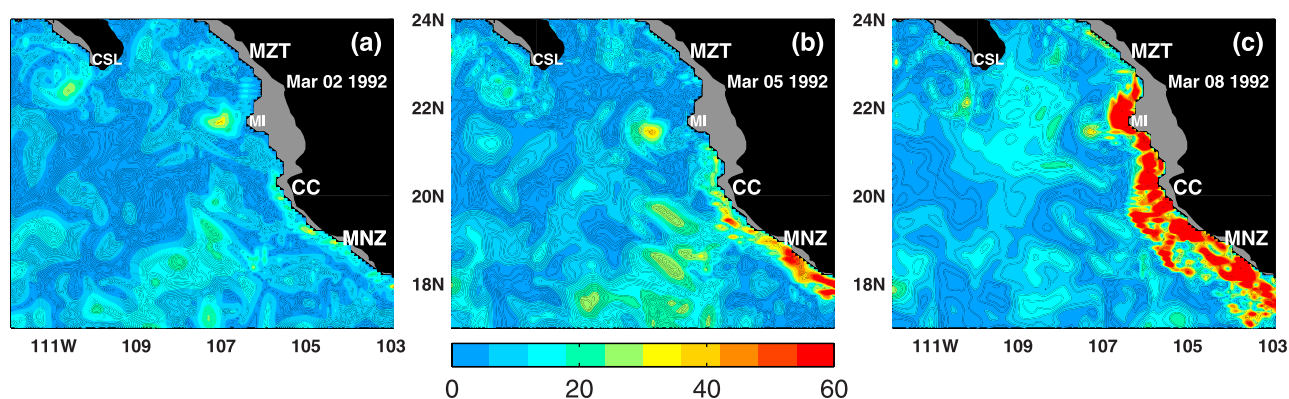 (a)
CSL
MZT
Mar 02 1992
MI
CC
MNZ
111W 109 107 105 103
24N
22N
20N
18N
(b)
CSL
MZT
Mar 05 1992
MI
CC
MNZ
0 20 40 60
24N
22N
20N
18N
(c)
CSL
MZT
Mar 08 1992
MI
CC
MNZ
111W 109 107 105 103